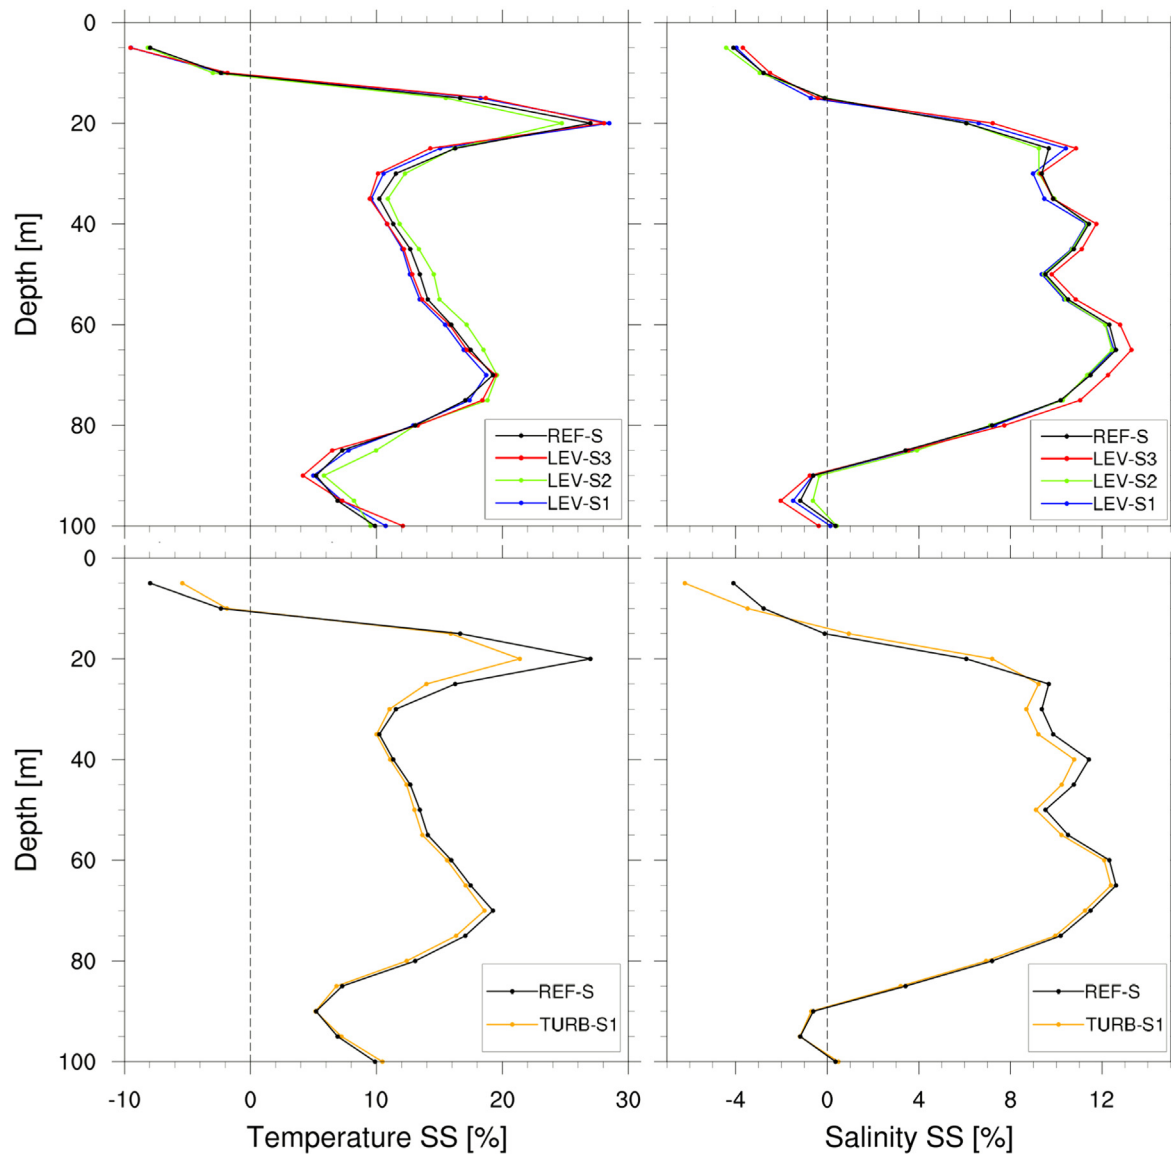 0
20
40
60
80
100
Depth [m]
REF-S
LEV-S3
LEV-S2
LEV-S1
REF-S
LEV-S3
LEV-S2
LEV-S1
0
20
40
60
80
100
Depth [m]
REF-S
TURB-S1
REF-S
TURB-S1
-10 0 10 20 30
-4 0 4 8 12
Temperature SS [%]
Salinity SS [%]